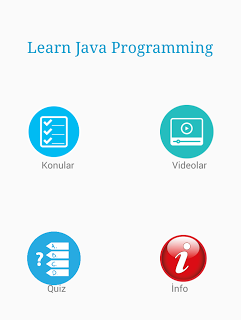 Learn Java Programming
Konular
Videolar
?
A.
B.
C.
D.
i
Quiz
İnfo